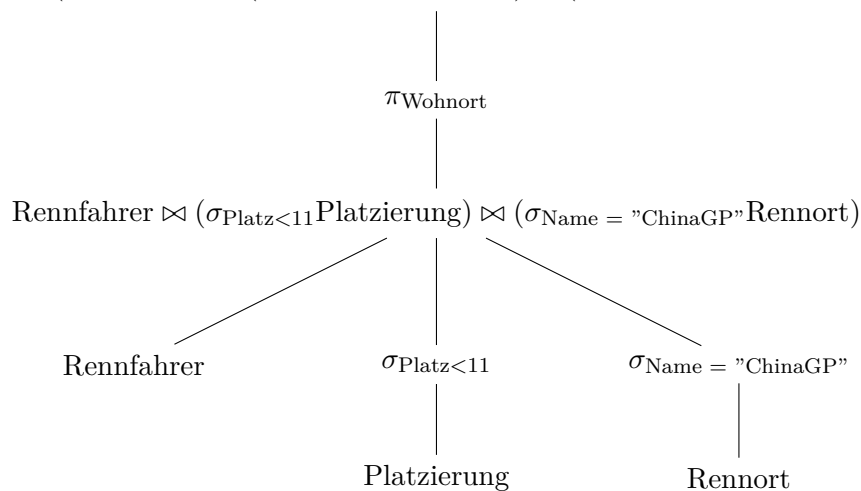 π_Wohnort
Rennfahrer ⋈ (σ_Platz<11 Platzierung) ⋈ (σ_Name = ”ChinaGP” Rennort)
Rennfahrer σ_Platz<11 σ_Name = ”ChinaGP”
Platzierung Rennort